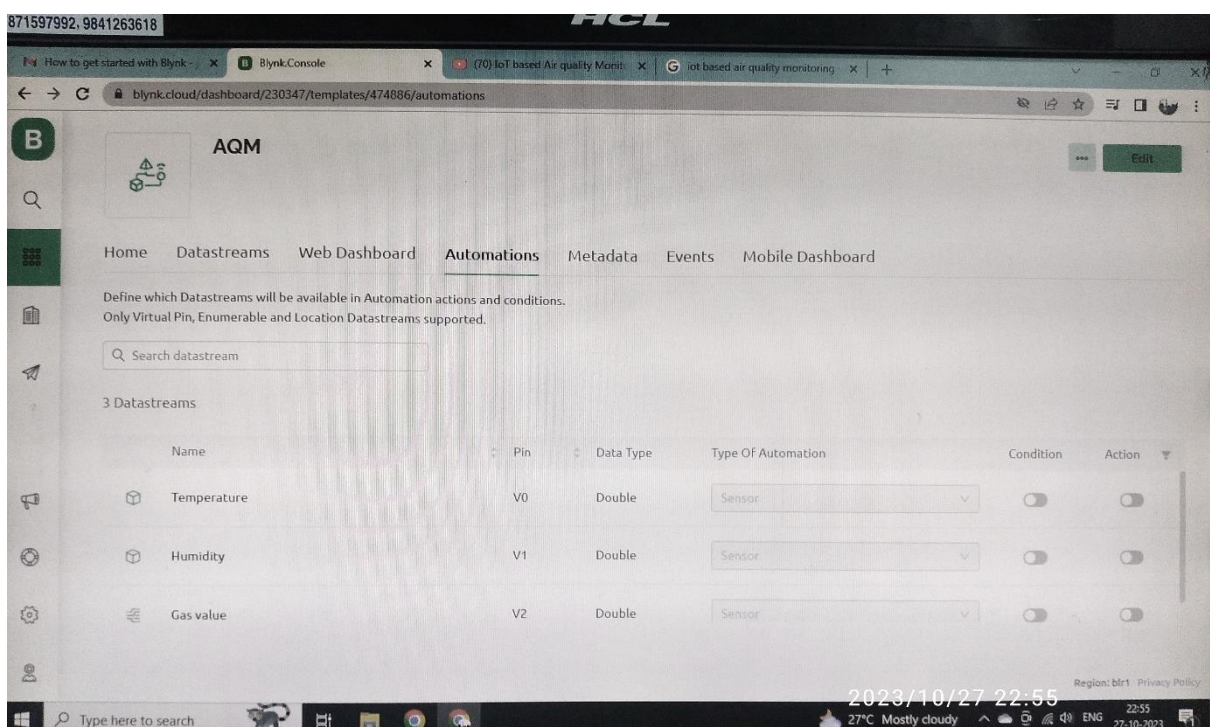 871597992, 9841263618
HCL
How to get started with Blynk -
Blynk.Console
(70) IoT based Air quality Monit
iot based air quality monitoring
blynk.cloud/dashboard/230347/templates/474886/automations
B
AQM
Edit
Home Datastreams Web Dashboard Automations Metadata Events Mobile Dashboard
Define which Datastreams will be available in Automation actions and conditions.
Only Virtual Pin, Enumerable and Location Datastreams supported.
Search datastream
3 Datastreams
Name Pin Data Type Type Of Automation Condition Action
Temperature V0 Double Sensor
Humidity V1 Double Sensor
Gas value V2 Double Sensor
Region: blr1 Privacy Policy
2023/10/27 22:55
Type here to search
27°C Mostly cloudy ENG
22:55
27-10-2023